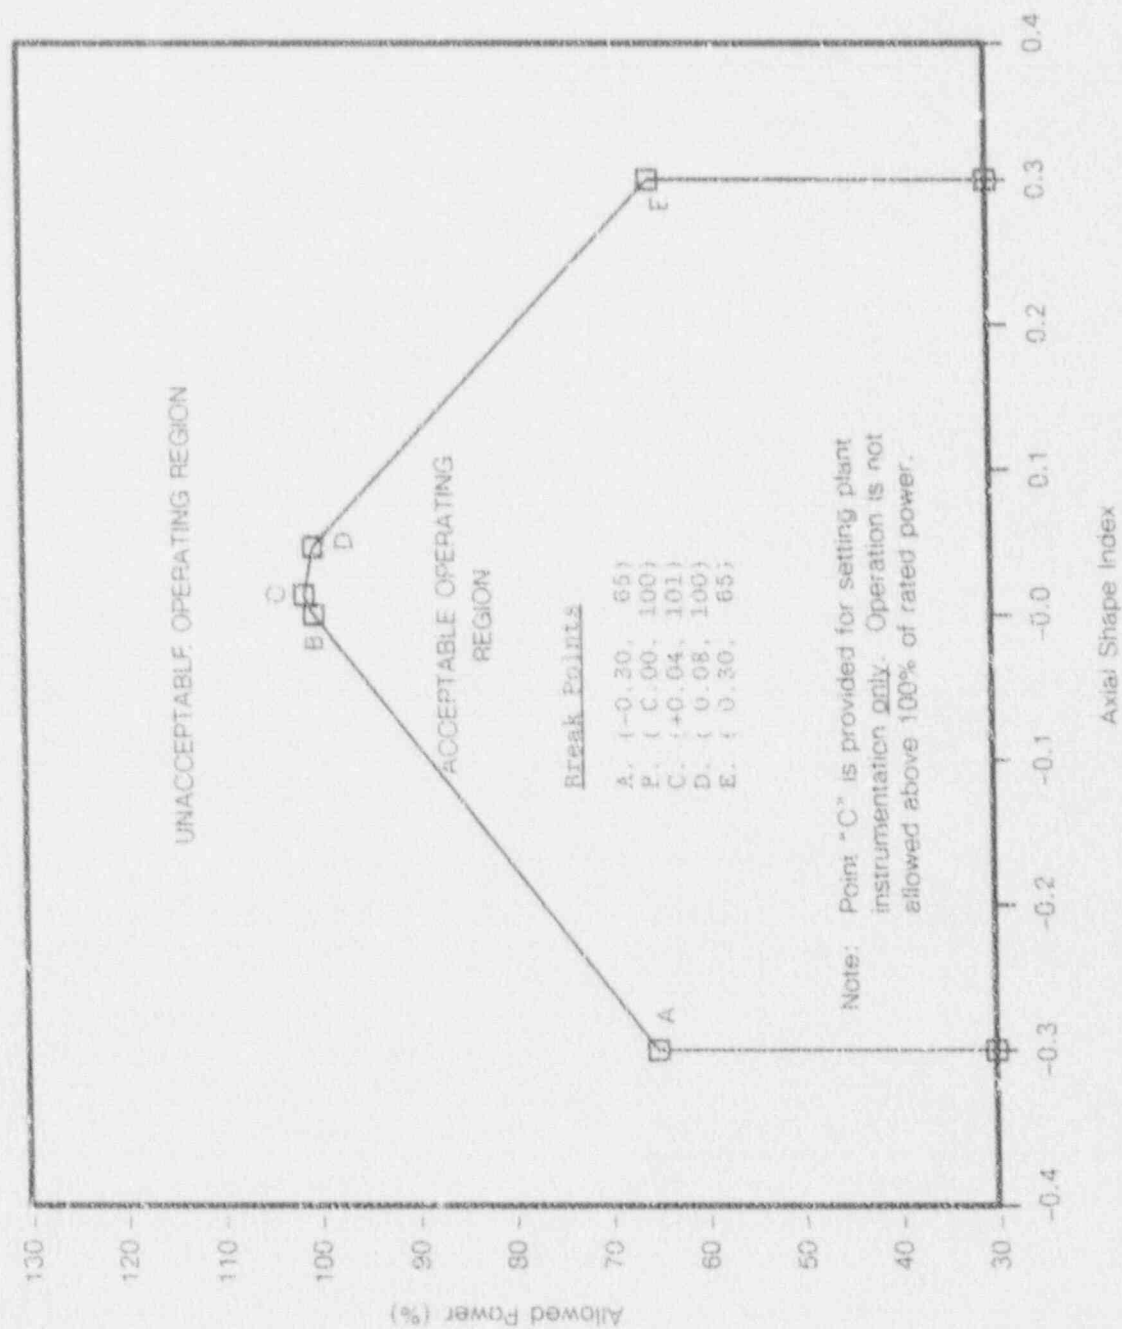 UNACCEPTABLE OPERATING REGION
C
B
D
ACCEPTABLE OPERATING
REGION
Break Points
A. (-0.30, 65)
B. ( 0.00, 100)
C. (+0.04, 101)
D. ( 0.08, 100)
E. ( 0.30, 65)
A
E
Note: Point "C" is provided for setting plant
instrumentation only. Operation is not
allowed above 100% of rated power.
130
120
110
100
90
80
70
60
50
40
30
Allowed Power (%)
-0.4
-0.3
-0.2
-0.1
-0.0
0.1
0.2
0.3
0.4
Axial Shape Index